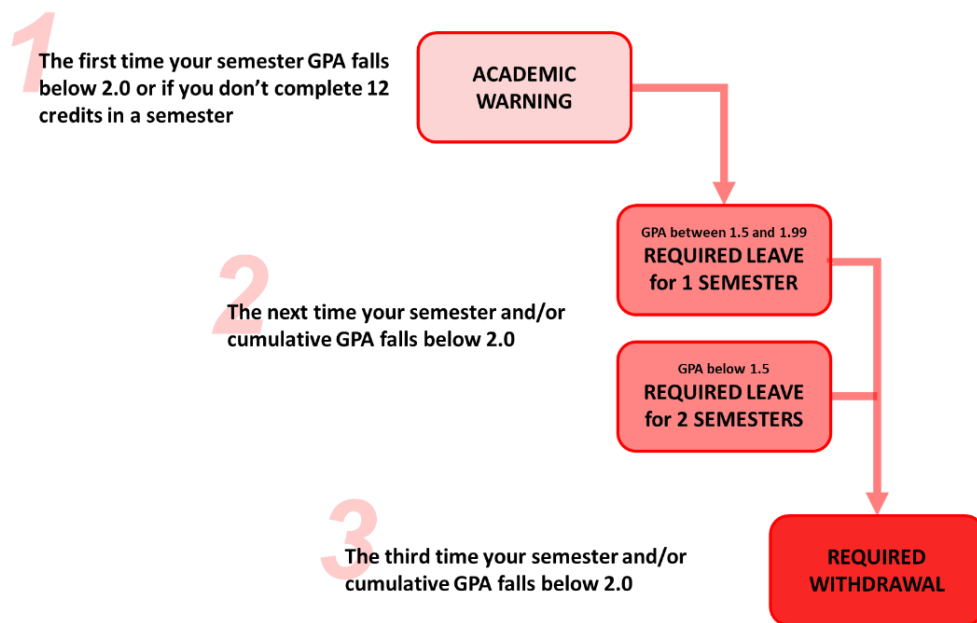 1
The first time your semester GPA falls
below 2.0 or if you don’t complete 12
credits in a semester
ACADEMIC
WARNING
2
The next time your semester and/or
cumulative GPA falls below 2.0
GPA between 1.5 and 1.99
REQUIRED LEAVE
for 1 SEMESTER
GPA below 1.5
REQUIRED LEAVE
for 2 SEMESTERS
3
The third time your semester and/or
cumulative GPA falls below 2.0
REQUIRED
WITHDRAWAL